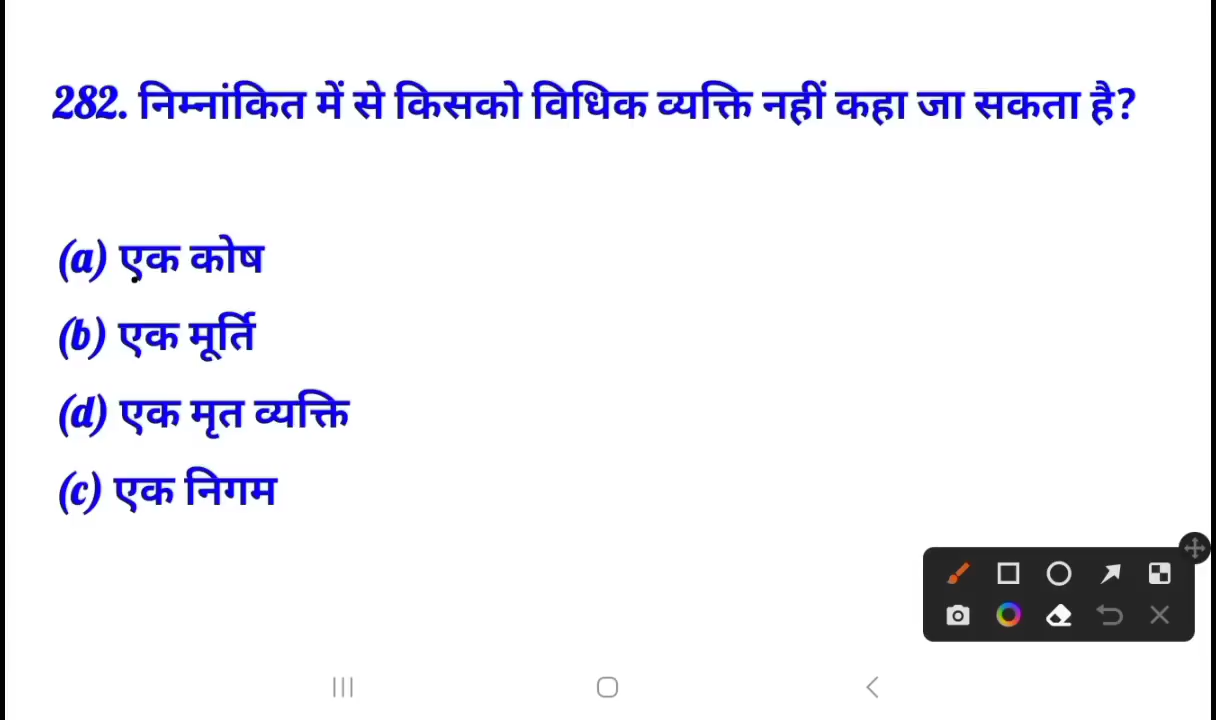 282. निम्नांकित में से किसको विधिक व्यक्ति नहीं कहा जा सकता है?
(a) एक कोष
(b) एक मूर्ति
(d) एक मृत व्यक्ति
(c) एक निगम